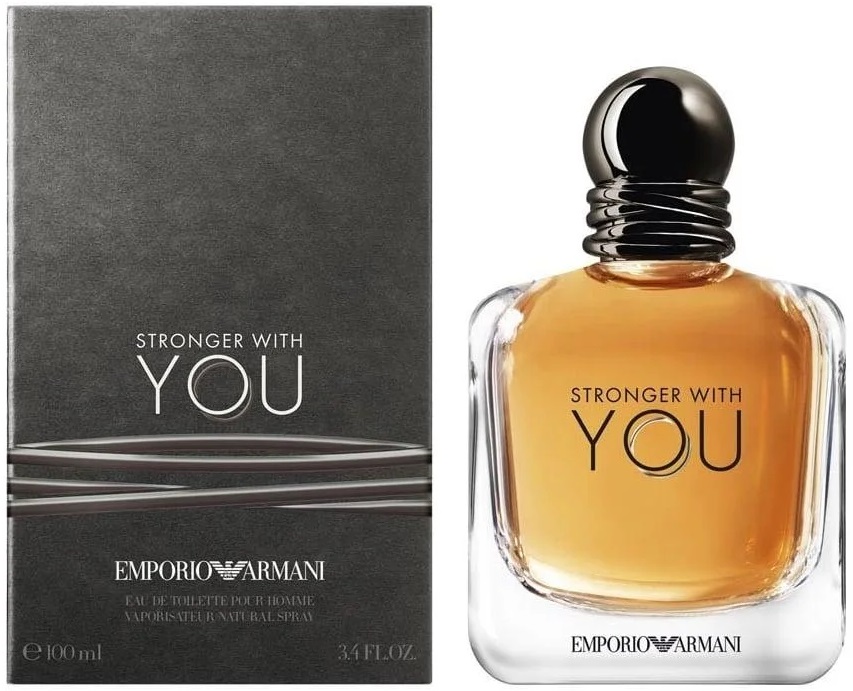 STRONGER WITH
YOU
EMPORIO ARMANI
EAU DE TOILETTE POUR HOMME
VAPORISATEUR NATURAL SPRAY
℮ 100 ml 3.4 FL.OZ.
STRONGER WITH
YOU
EMPORIO ARMANI